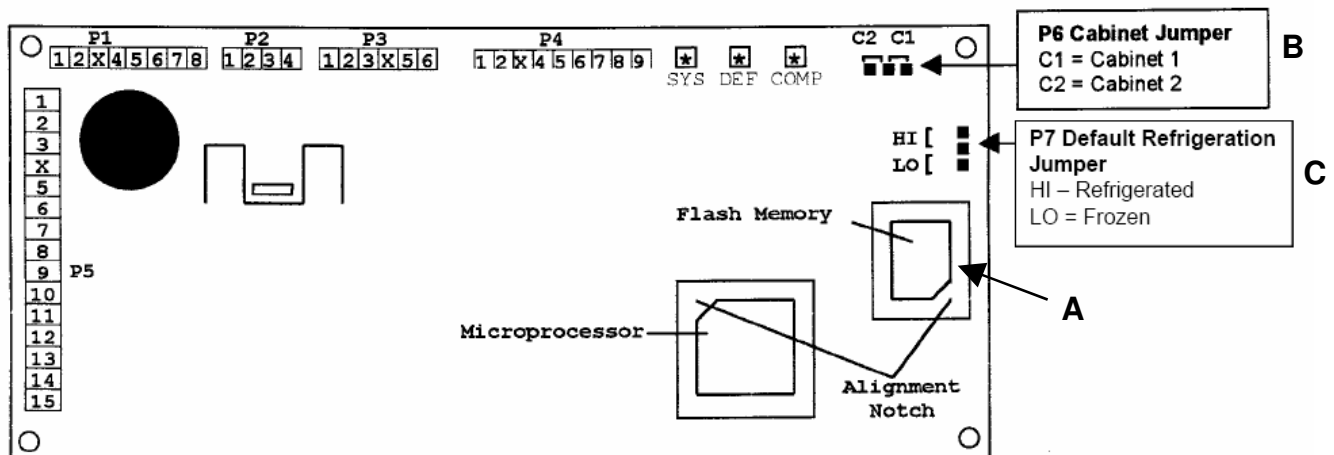 P1 P2 P3 P4 C2 C1
1 2 X 4 5 6 7 8 1 2 3 4 1 2 3 X 5 6 1 2 X 4 5 6 7 8 9 * * *
SYS DEF COMP
P6 Cabinet Jumper
C1 = Cabinet 1
C2 = Cabinet 2
B
1
2
3
X
5
6
7
8
9
10
11
12
13
14
15
P5
HI [
LO [
P7 Default Refrigeration
Jumper
HI – Refrigerated
LO = Frozen
C
Flash Memory
A
Microprocessor
Alignment
Notch